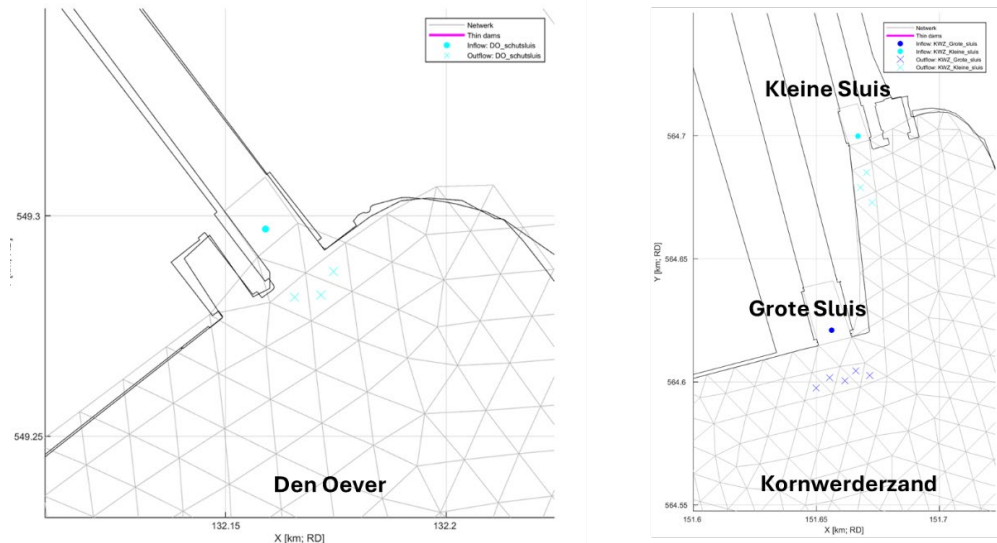 Netwerk
Thin dams
Inflow: DO_schutsluis
Outflow: DO_schutsluis
549.3
549.25
132.15
132.2
X [km; RD]
Den Oever
Netwerk
Thin dams
Inflow: KWZ_Grote_sluis
Inflow: KWZ_Kleine_sluis
Outflow: KWZ_Grote_sluis
Outflow: KWZ_Kleine_sluis
Kleine Sluis
Grote Sluis
Kornwerderzand
564.7
564.65
564.6
564.55
Y [km; RD]
151.6
151.65
151.7
X [km; RD]